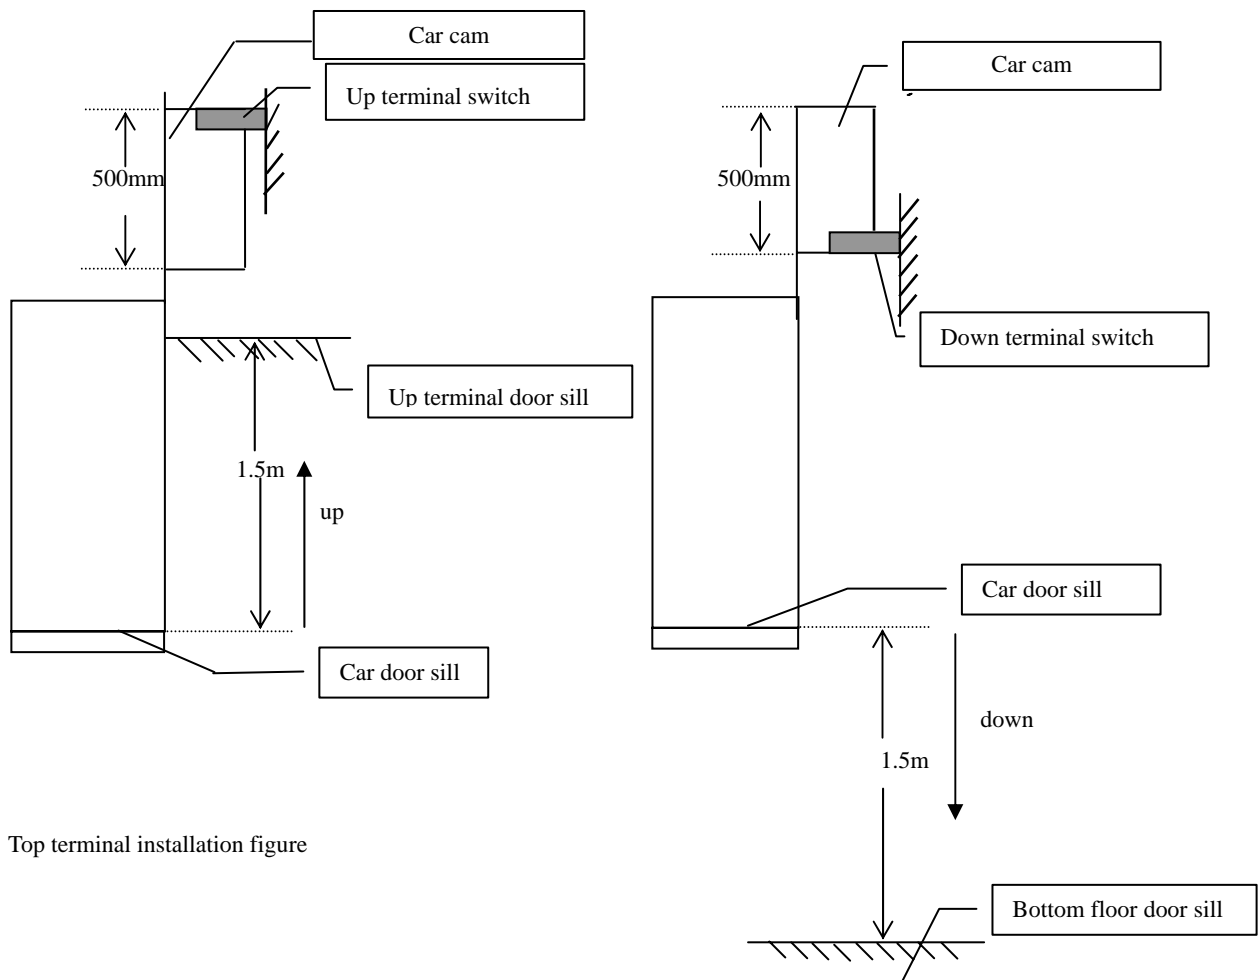 Car cam
Up terminal switch
500mm
Up terminal door sill
1.5m
up
Car door sill
Top terminal installation figure
Car cam
500mm
Down terminal switch
Car door sill
down
1.5m
Bottom floor door sill